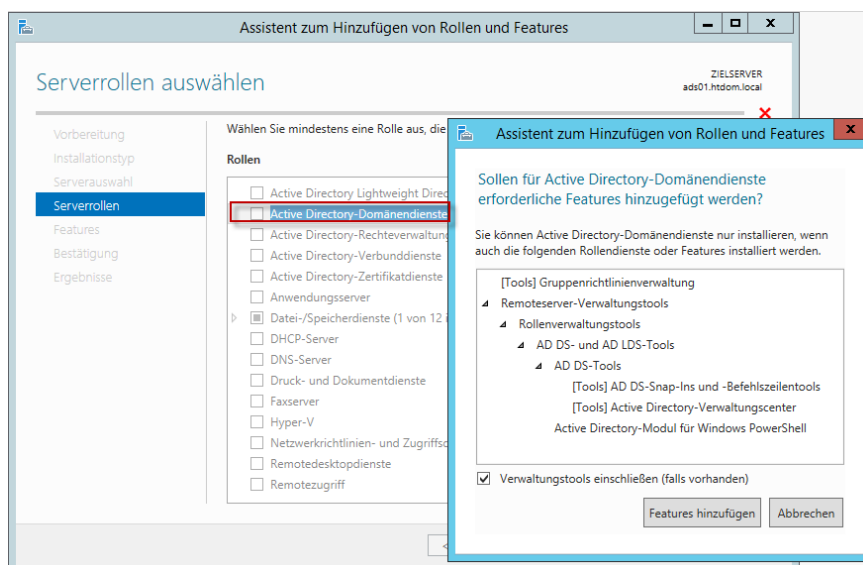 Assistent zum Hinzufügen von Rollen und Features
Serverrollen auswählen
ZIELSERVER
ads01.htdom.local
Vorbereitung
Installationstyp
Serverauswahl
Serverrollen
Features
Bestätigung
Ergebnisse
Wählen Sie mindestens eine Rolle aus, die
Rollen
Active Directory Lightweight
Active Directory-Domänendienste
Active Directory-Rechteverwaltung
Active Directory-Verbunddienste
Active Directory-Zertifikatdienste
Anwendungsserver
Datei-/Speicherdienste (1 von 12
DHCP-Server
DNS-Server
Druck- und Dokumentdienste
Faxserver
Hyper-V
Netzwerkrichtlinien- und
Remotedesktopdienste
Remotezugriff
Assistent zum Hinzufügen von Rollen und Features
Sollen für Active Directory-Domänendienste
erforderliche Features hinzugefügt werden?
Sie können Active Directory-Domänendienste nur installieren, wenn
auch die folgenden Rollendienste oder Features installiert werden.
[Tools] Gruppenrichtlinienverwaltung
Remoteserver-Verwaltungstools
Rollenverwaltungstools
AD DS- und AD LDS-Tools
AD DS-Tools
[Tools] AD DS-Snap-Ins und -Befehlszeilentools
[Tools] Active Directory-Verwaltungscenter
Active Directory-Modul für Windows PowerShell
Verwaltungstools einschließen (falls vorhanden)
Features hinzufügen
Abbrechen